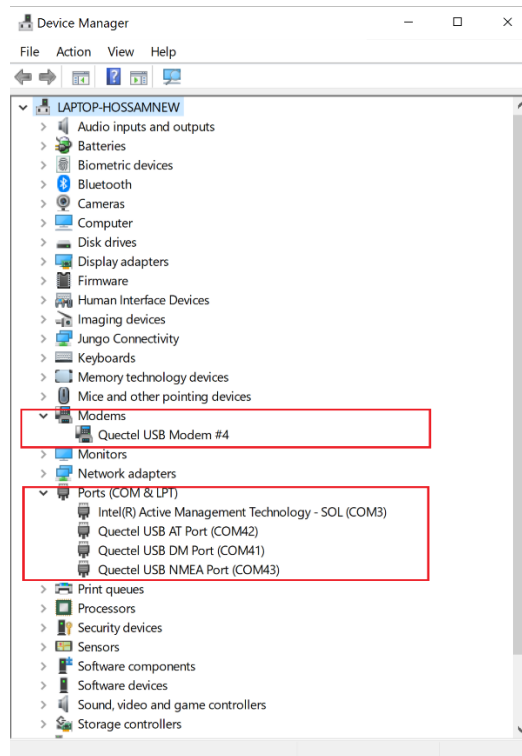 Device Manager
File Action View Help
LAPTOP-HOSSAMNEW
Audio inputs and outputs
Batteries
Biometric devices
Bluetooth
Cameras
Computer
Disk drives
Display adapters
Firmware
Human Interface Devices
Imaging devices
Jungo Connectivity
Keyboards
Memory technology devices
Mice and other pointing devices
Modems
Quectel USB Modem #4
Monitors
Network adapters
Ports (COM & LPT)
Intel(R) Active Management Technology - SOL (COM3)
Quectel USB AT Port (COM42)
Quectel USB DM Port (COM41)
Quectel USB NMEA Port (COM43)
Print queues
Processors
Security devices
Sensors
Software components
Software devices
Sound, video and game controllers
Storage controllers